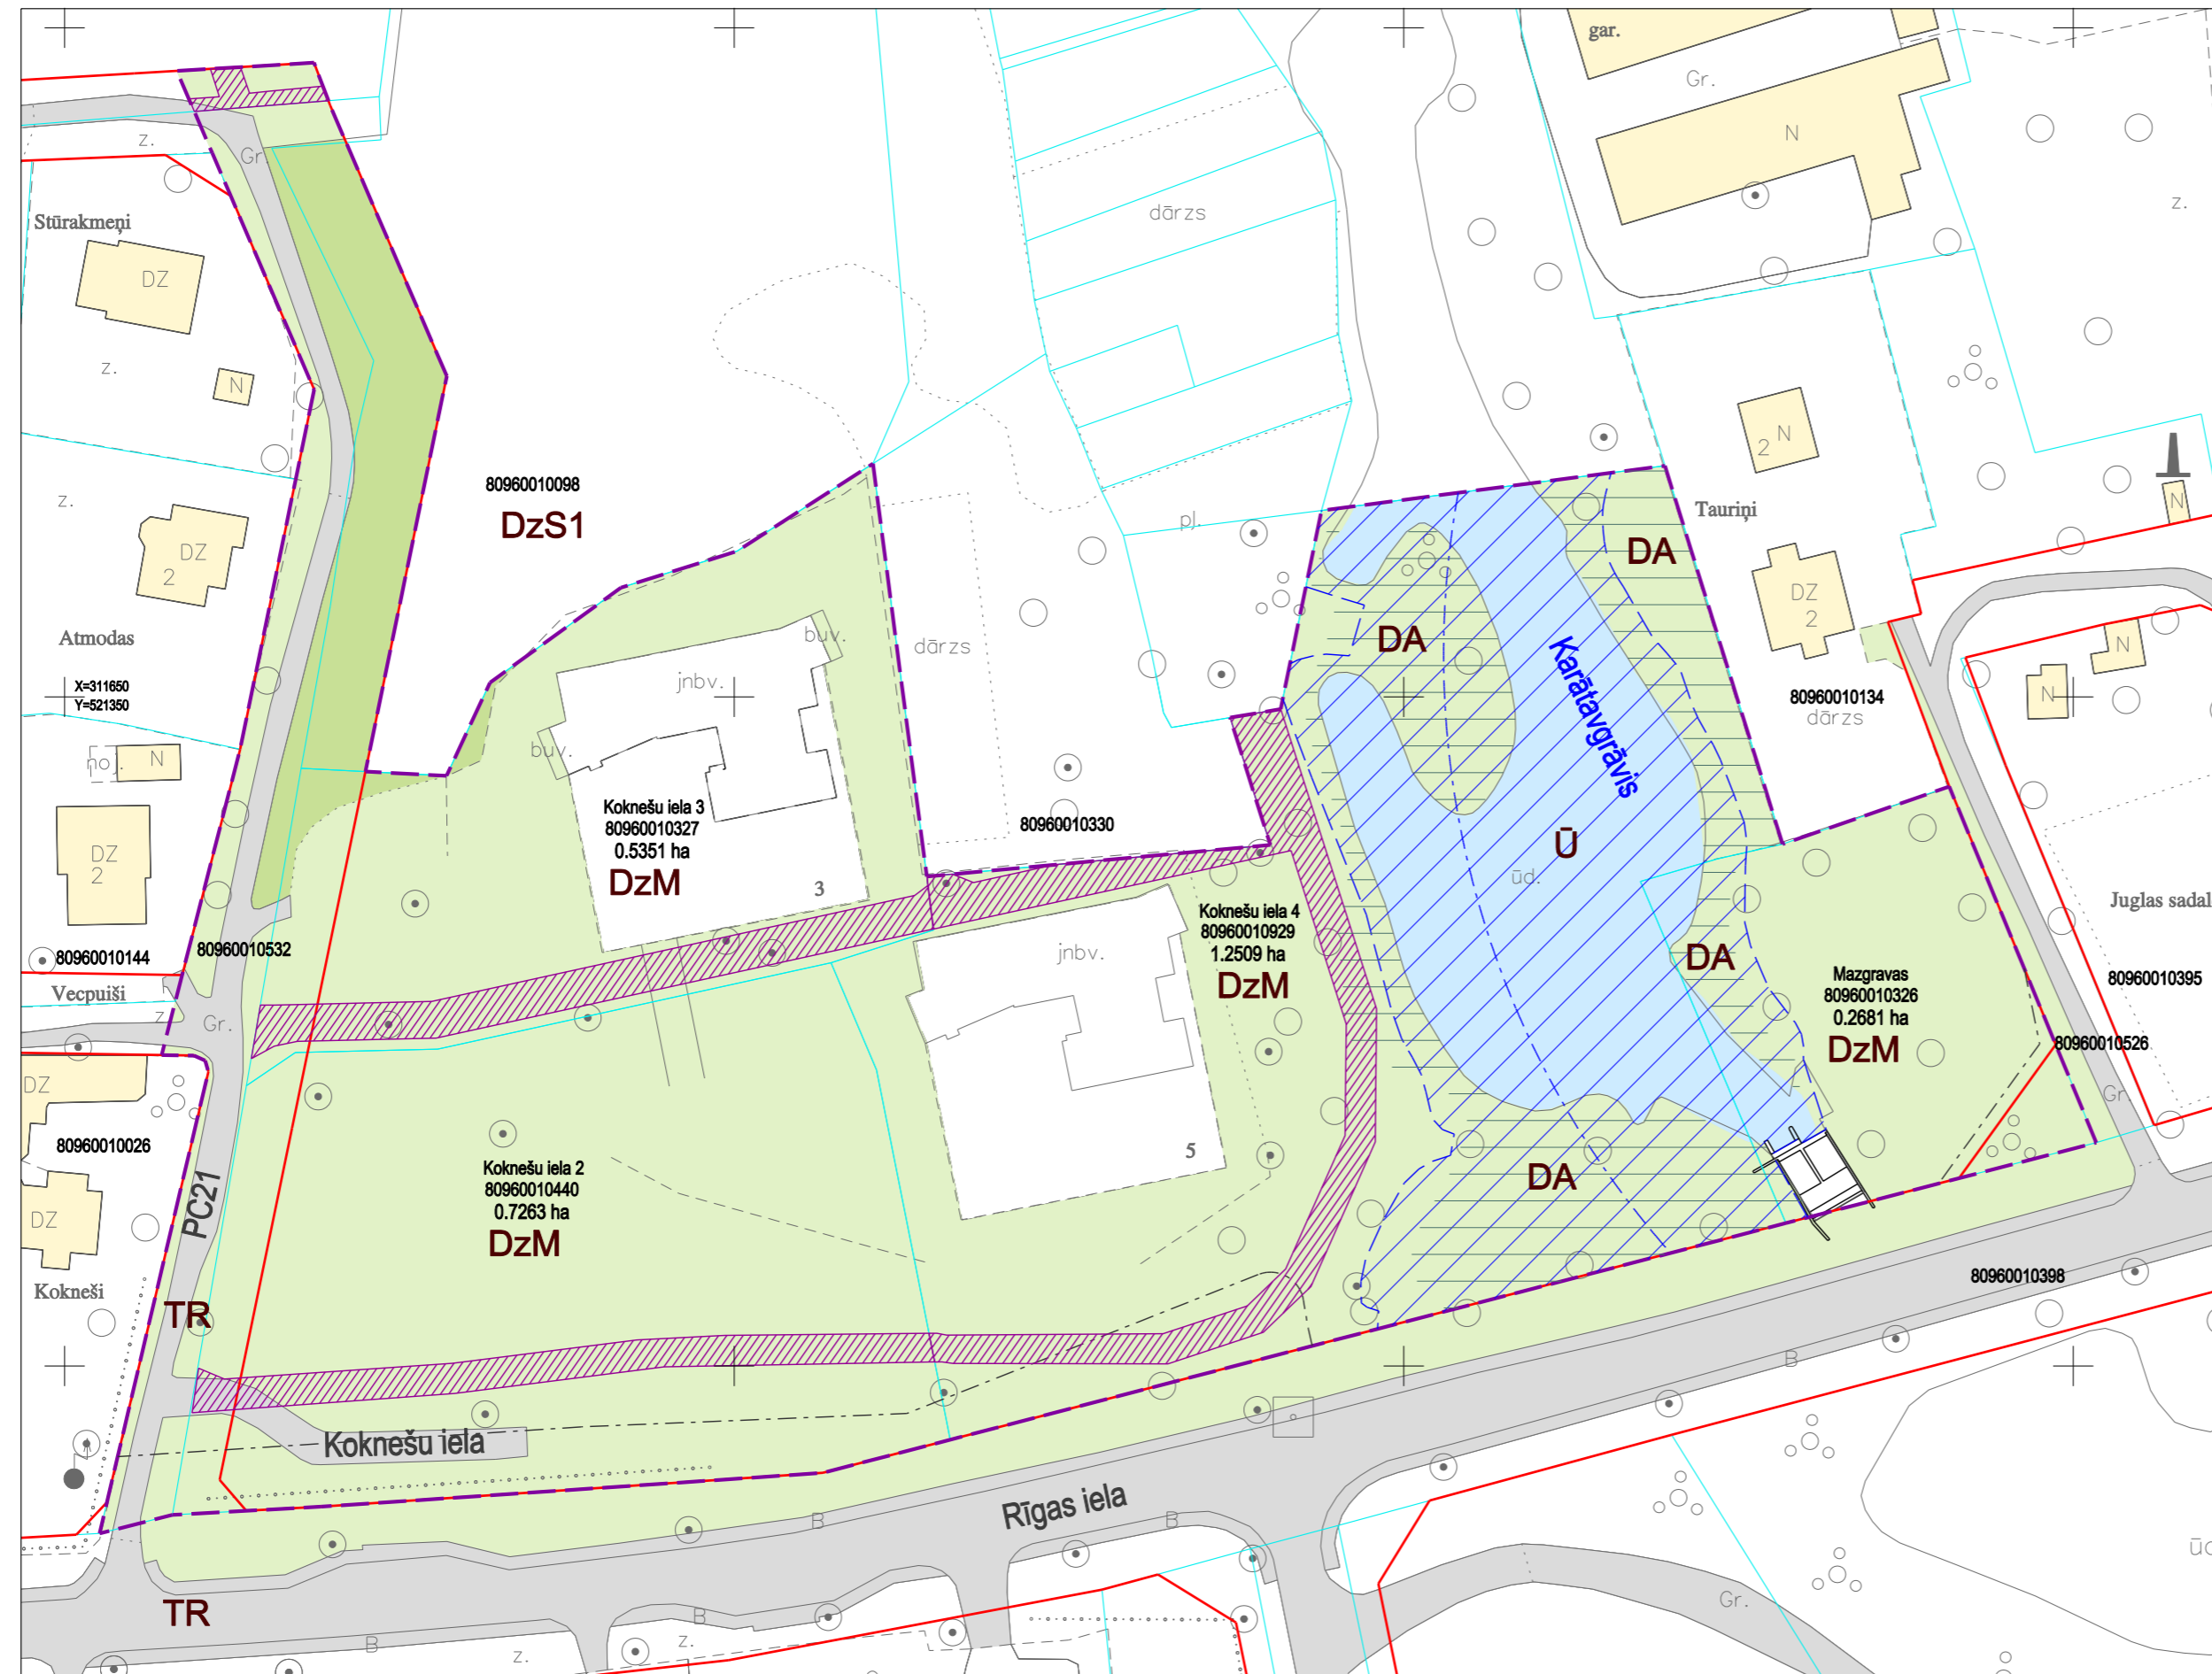 gar.
Gr.
N
z.
Gr.
z.
dārzs
Stūrakmeņi
DZ
z.
N
N
2
80960010098
DzS1
z.
DZ
2
pl.
Tauriņi
N
DA
DZ
2
Atmodas
buv.
dārzs
DA
N
X=311650
Y=521350
jnbv.
Karātavgrāvis
80960010134
dārzs
N
buv.
noj.
N
Koknešu iela 3
80960010327
0.5351 ha
DzM
3
80960010330
Ū
ūd.
DZ
2
Koknešu iela 4
80960010929
1.2509 ha
DzM
Juglas sadal
80960010144
80960010532
jnbv.
DA
Mazgravas
80960010326
0.2681 ha
DzM
80960010395
Vecpuiši
z.
Gr.
80960010526
DZ
Gr.
80960010026
Koknešu iela 2
80960010440
0.7263 ha
DzM
5
DA
PC21
DZ
Kokneši
TR
80960010398
B
Koknešu iela
Rīgas iela
B
B
TR
B
B
z.
z.
Gr.
ūd